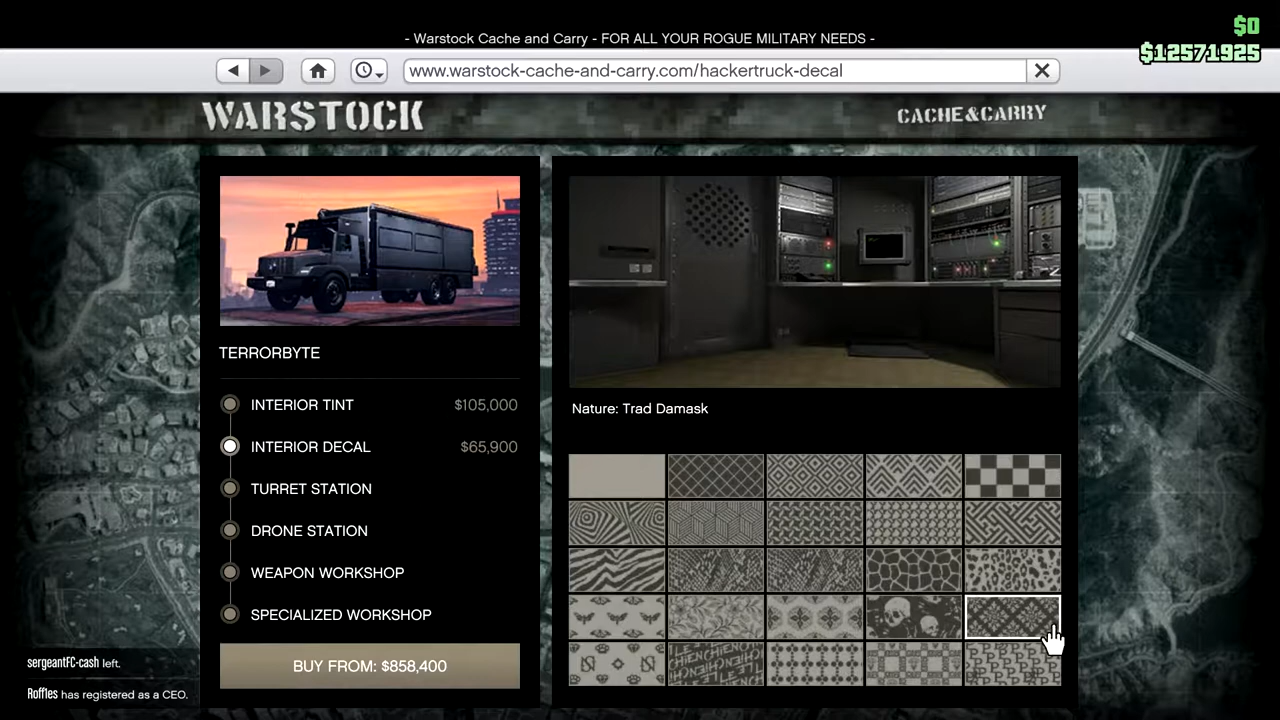 - Warstock Cache and Carry - FOR ALL YOUR ROGUE MILITARY NEEDS -
$0
$12571925
www.warstock-cache-and-carry.com/hackertruck-decal
WARSTOCK
CACHE&CARRY
TERRORBYTE
INTERIOR TINT $105,000
INTERIOR DECAL $65,900
TURRET STATION
DRONE STATION
WEAPON WORKSHOP
SPECIALIZED WORKSHOP
BUY FROM: $858,400
Nature: Trad Damask
sergeantFC-cash left.
Roffles has registered as a CEO.